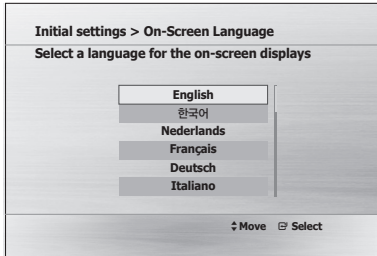 Initial settings > On-Screen Language
Select a language for the on-screen displays
English
한국어
Nederlands
Français
Deutsch
Italiano
Move Select